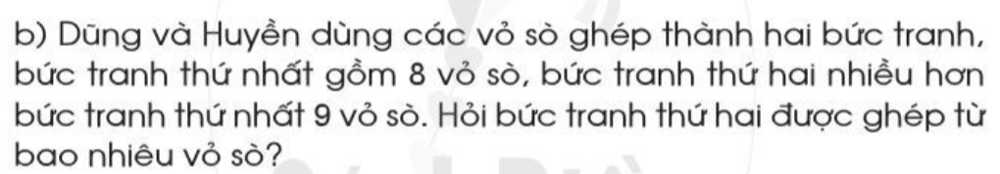 b) Dũng và Huyền dùng các vỏ sò ghép thành hai bức tranh,
bức tranh thứ nhất gồm 8 vỏ sò, bức tranh thứ hai nhiều hơn
bức tranh thứ nhất 9 vỏ sò. Hỏi bức tranh thứ hai được ghép từ
bao nhiêu vỏ sò?